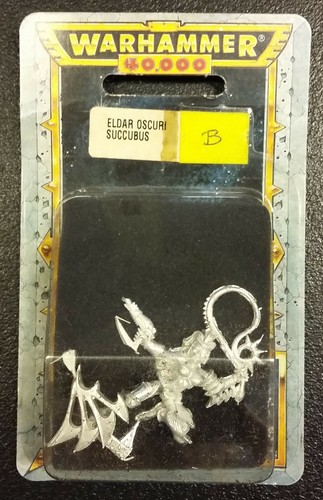 WARHAMMER®
40,000
ELDAR OSCURI
SUCCUBUS
B